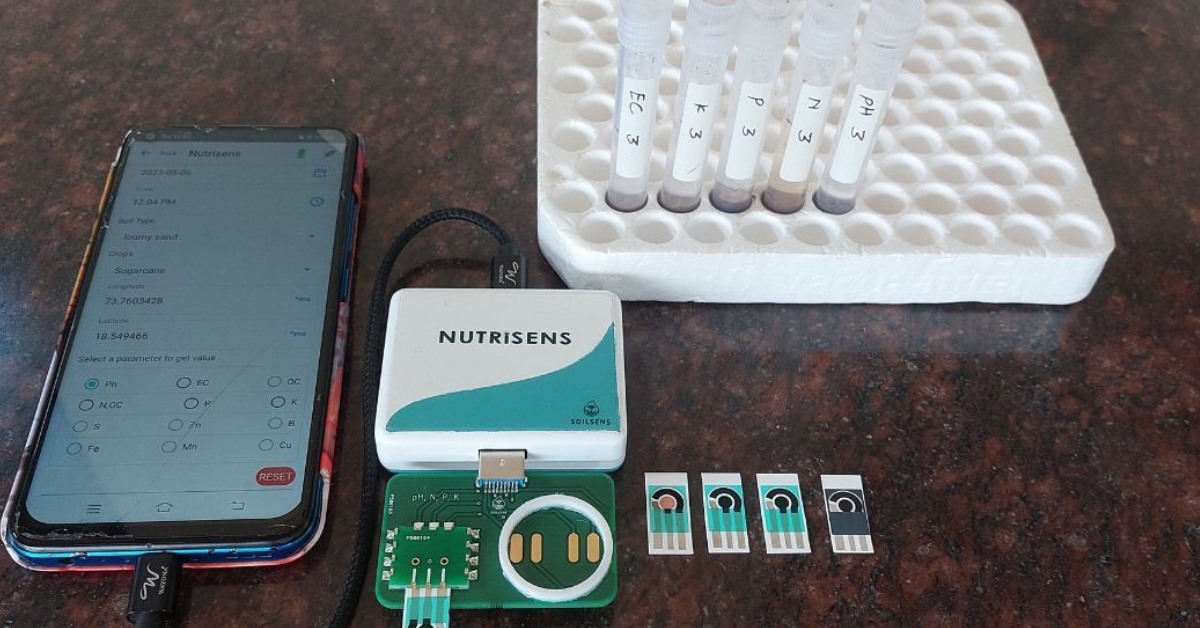 Back Nutrisens
2023-05-06
Time
12:04 PM
Soil Type
loamy sand
Crops
Sugarcane
Longitude
73.7603428
Latitude
18.549466
Select a parameter to get value
Ph EC OC
N,OC P K
S Zn B
Fe Mn Cu
RESET
EC 3
K 3
P 3
N 3
pH 3
NUTRISENS
SOILSENS
pH, N, P, K